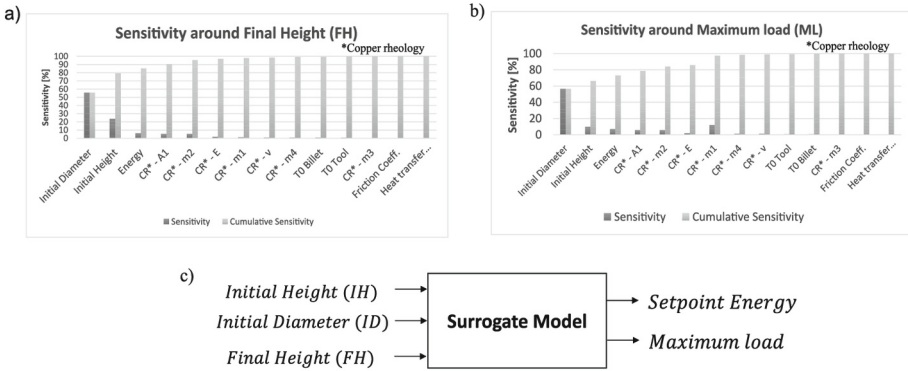 a)
Sensitivity around Final Height (FH)
*Copper rheology
Sensitivity [%]
100
90
80
70
60
50
40
30
20
10
0
Initial Diameter
Initial Height
Energy
CR* - A1
CR* - m2
CR* - E
CR* - m1
CR* - v
CR* - m4
T0 Billet
T0 Tool
CR* - m3
Friction Coeff.
Heat transfer...
Sensitivity
Cumulative Sensitivity
b)
Sensitivity around Maximum load (ML)
*Copper rheology
Sensitivity [%]
100
80
60
40
20
0
Initial Diameter
Initial Height
Energy
CR* - A1
CR* - m2
CR* - E
CR* - m1
CR* - m4
CR* - v
T0 Tool
T0 Billet
CR* - m3
Friction Coeff.
Heat transfer...
Sensitivity
Cumulative Sensitivity
c)
Initial Height (IH)
Initial Diameter (ID)
Final Height (FH)
Surrogate Model
Setpoint Energy
Maximum load